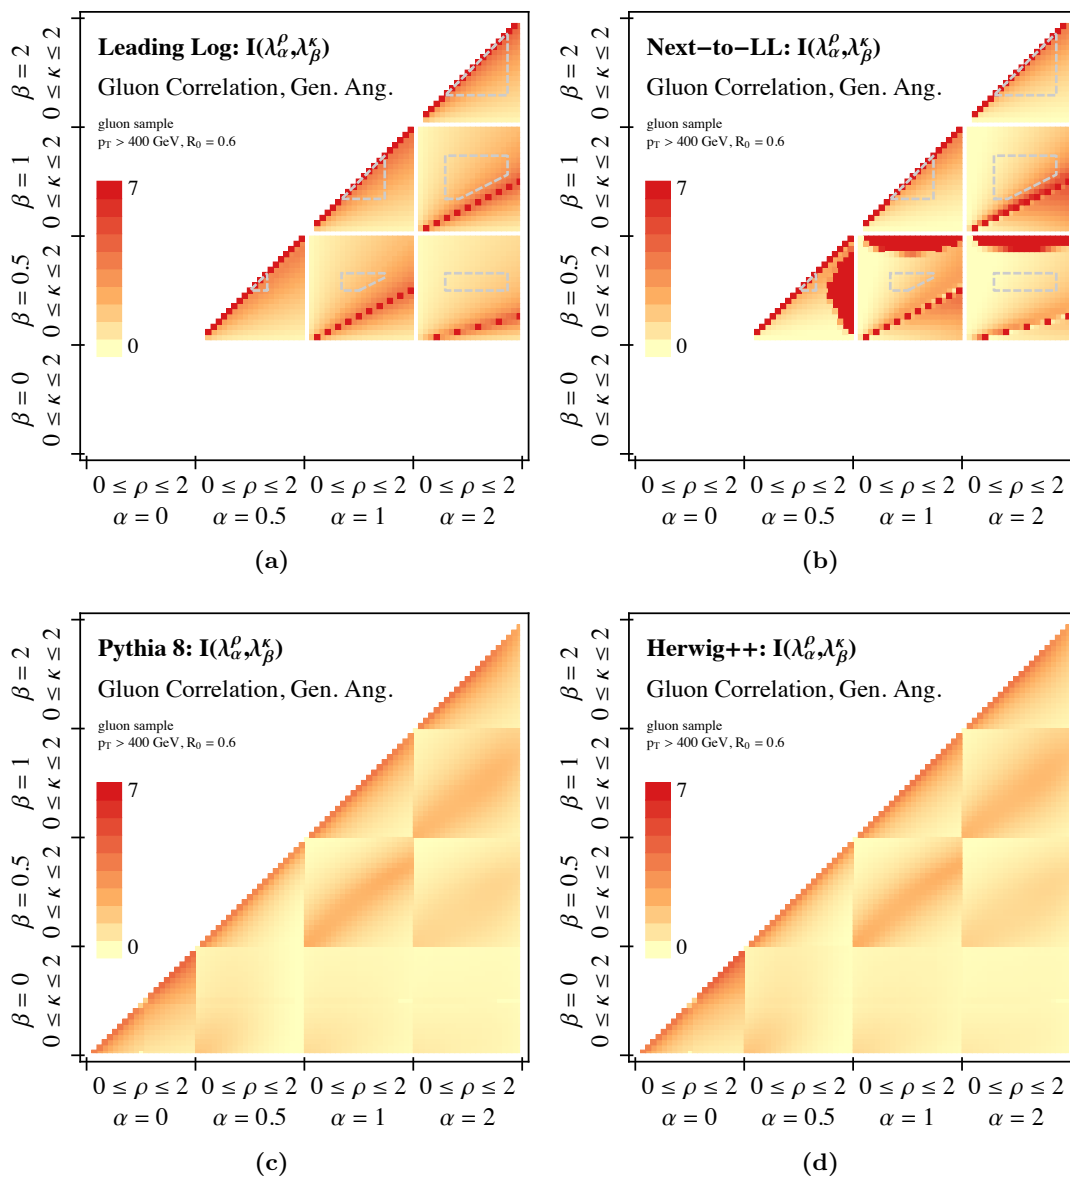 Leading Log: I(λ_α^ρ,λ_β^κ)
Gluon Correlation, Gen. Ang.
gluon sample
p_T > 400 GeV, R_0 = 0.6
7
0
β = 2
0 ≤ κ ≤ 2
β = 1
0 ≤ κ ≤ 2
β = 0.5
0 ≤ κ ≤ 2
β = 0
0 ≤ κ ≤ 2
0 ≤ ρ ≤ 2 0 ≤ ρ ≤ 2 0 ≤ ρ ≤ 2 0 ≤ ρ ≤ 2
α = 0 α = 0.5 α = 1 α = 2
(a)
Next−to−LL: I(λ_α^ρ,λ_β^κ)
Gluon Correlation, Gen. Ang.
gluon sample
p_T > 400 GeV, R_0 = 0.6
7
0
β = 2
0 ≤ κ ≤ 2
β = 1
0 ≤ κ ≤ 2
β = 0.5
0 ≤ κ ≤ 2
β = 0
0 ≤ κ ≤ 2
0 ≤ ρ ≤ 2 0 ≤ ρ ≤ 2 0 ≤ ρ ≤ 2 0 ≤ ρ ≤ 2
α = 0 α = 0.5 α = 1 α = 2
(b)
Pythia 8: I(λ_α^ρ,λ_β^κ)
Gluon Correlation, Gen. Ang.
gluon sample
p_T > 400 GeV, R_0 = 0.6
7
0
β = 2
0 ≤ κ ≤ 2
β = 1
0 ≤ κ ≤ 2
β = 0.5
0 ≤ κ ≤ 2
β = 0
0 ≤ κ ≤ 2
0 ≤ ρ ≤ 2 0 ≤ ρ ≤ 2 0 ≤ ρ ≤ 2 0 ≤ ρ ≤ 2
α = 0 α = 0.5 α = 1 α = 2
(c)
Herwig++: I(λ_α^ρ,λ_β^κ)
Gluon Correlation, Gen. Ang.
gluon sample
p_T > 400 GeV, R_0 = 0.6
7
0
β = 2
0 ≤ κ ≤ 2
β = 1
0 ≤ κ ≤ 2
β = 0.5
0 ≤ κ ≤ 2
β = 0
0 ≤ κ ≤ 2
0 ≤ ρ ≤ 2 0 ≤ ρ ≤ 2 0 ≤ ρ ≤ 2 0 ≤ ρ ≤ 2
α = 0 α = 0.5 α = 1 α = 2
(d)